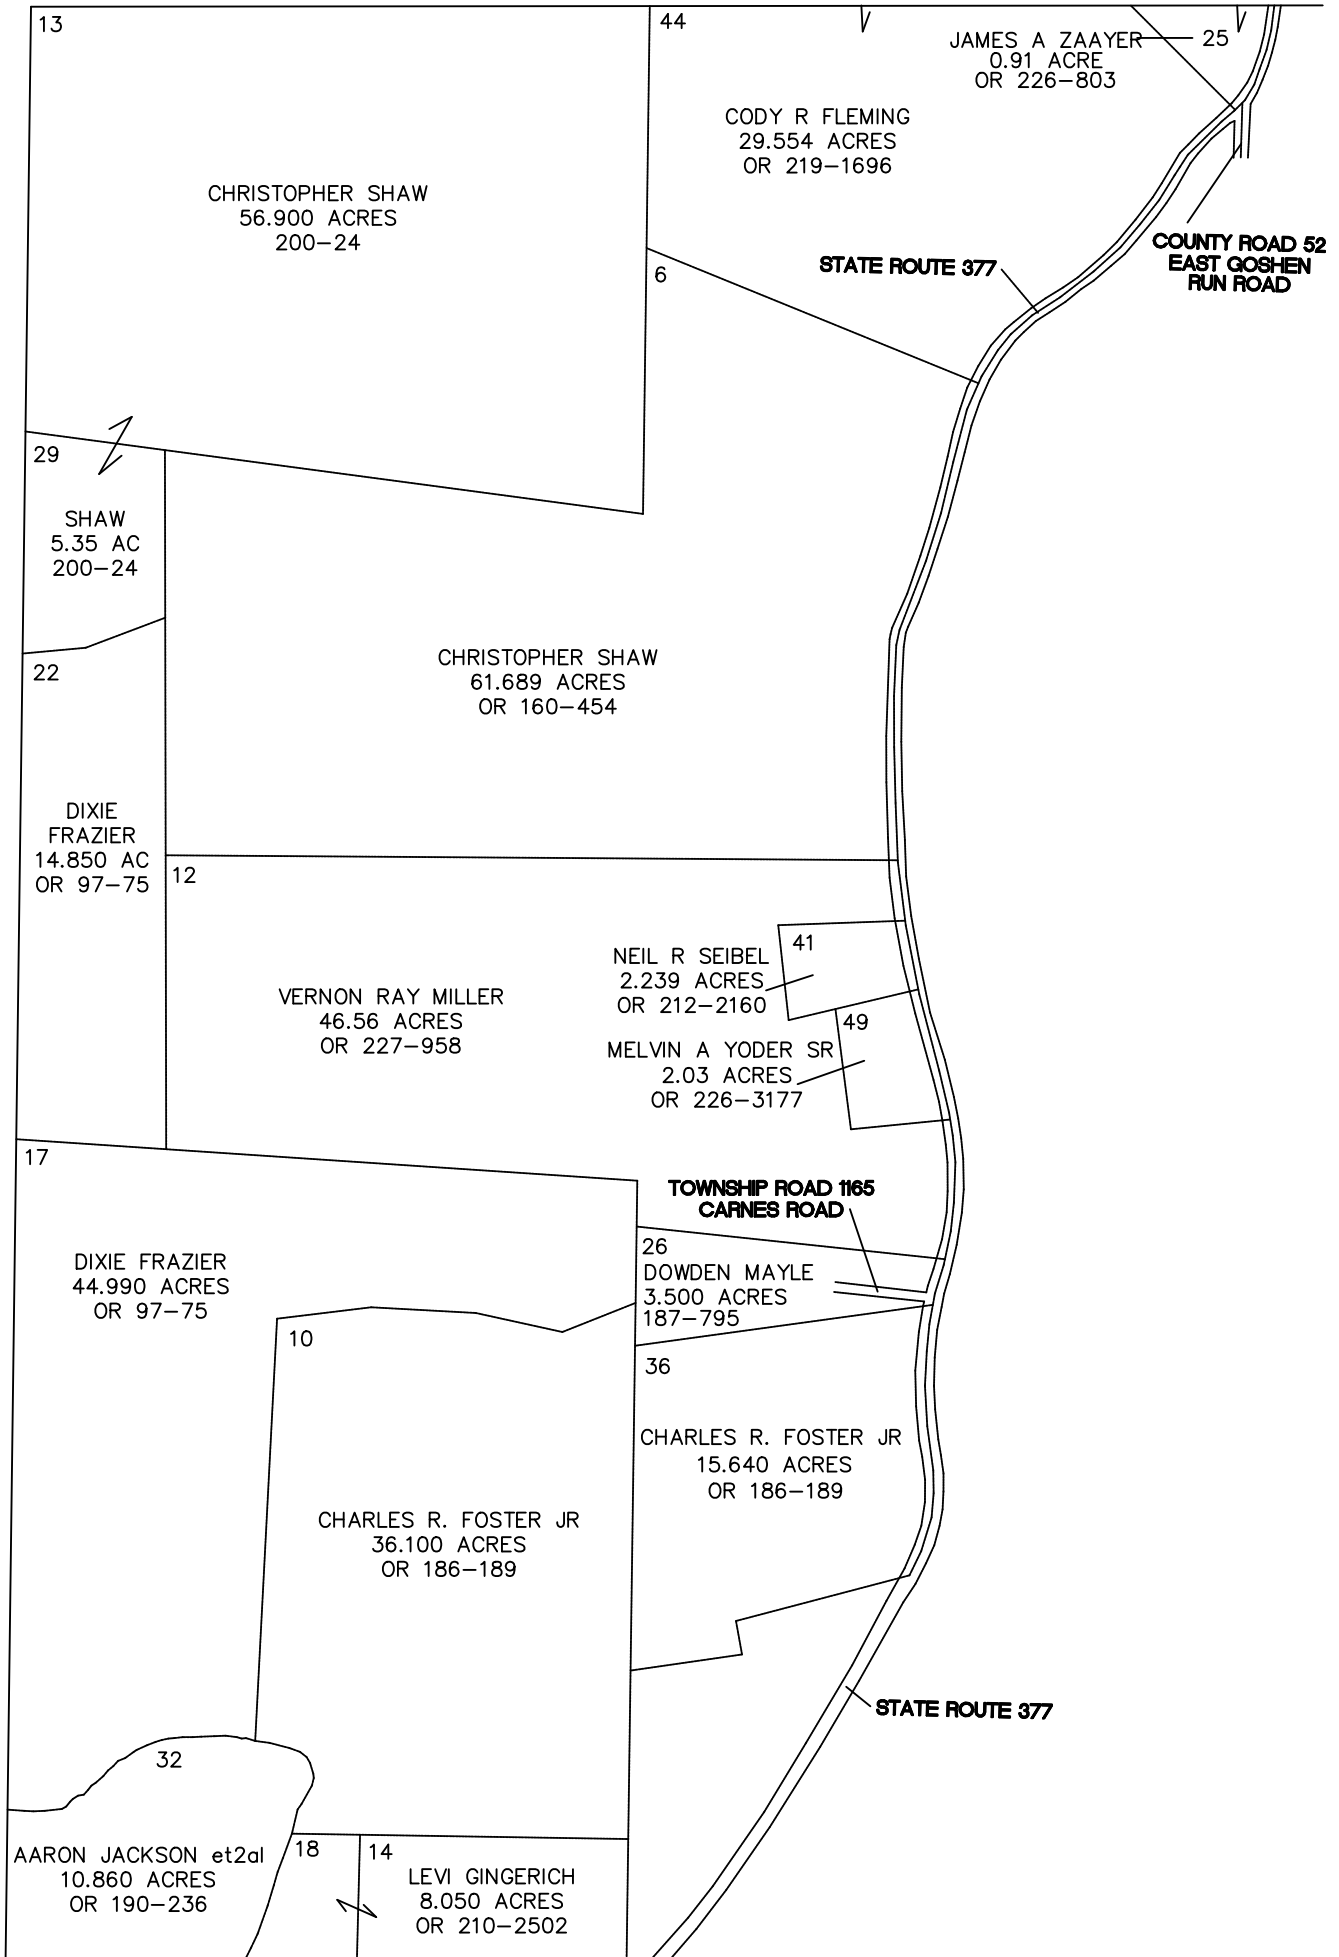 13
44
JAMES A ZAAYER
0.91 ACRE
OR 226-803
25
CODY R FLEMING
29.554 ACRES
OR 219-1696
CHRISTOPHER SHAW
56.900 ACRES
200-24
COUNTY ROAD 52
EAST GOSHEN
RUN ROAD
STATE ROUTE 377
6
29
SHAW
5.35 AC
200-24
CHRISTOPHER SHAW
61.689 ACRES
OR 160-454
22
DIXIE
FRAZIER
14.850 AC
OR 97-75
12
41
NEIL R SEIBEL
2.239 ACRES
OR 212-2160
VERNON RAY MILLER
46.56 ACRES
OR 227-958
49
MELVIN A YODER SR
2.03 ACRES
OR 226-3177
17
TOWNSHIP ROAD 1165
CARNES ROAD
26
DOWDEN MAYLE
3.500 ACRES
187-795
DIXIE FRAZIER
44.990 ACRES
OR 97-75
10
36
CHARLES R. FOSTER JR
15.640 ACRES
OR 186-189
CHARLES R. FOSTER JR
36.100 ACRES
OR 186-189
STATE ROUTE 377
32
AARON JACKSON et2al
10.860 ACRES
OR 190-236
18
14
LEVI GINGERICH
8.050 ACRES
OR 210-2502